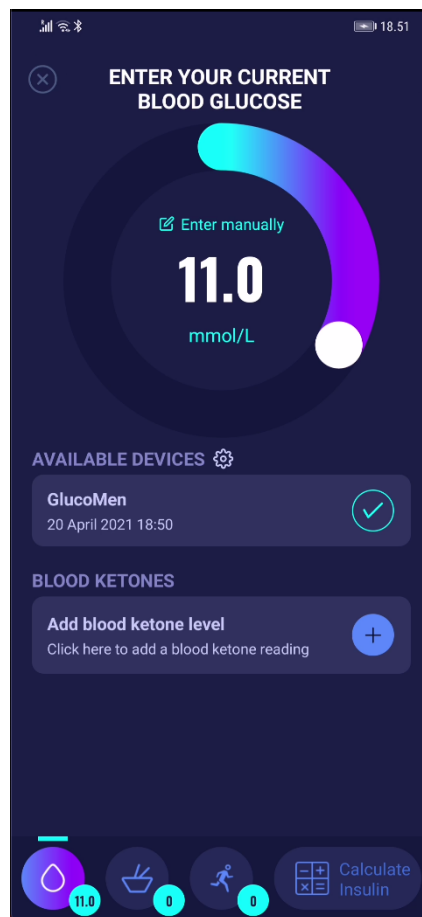 18.51
ENTER YOUR CURRENT
BLOOD GLUCOSE
Enter manually
11.0
mmol/L
AVAILABLE DEVICES
GlucoMen
20 April 2021 18:50
BLOOD KETONES
Add blood ketone level
Click here to add a blood ketone reading
11.0
0
0
Calculate
Insulin